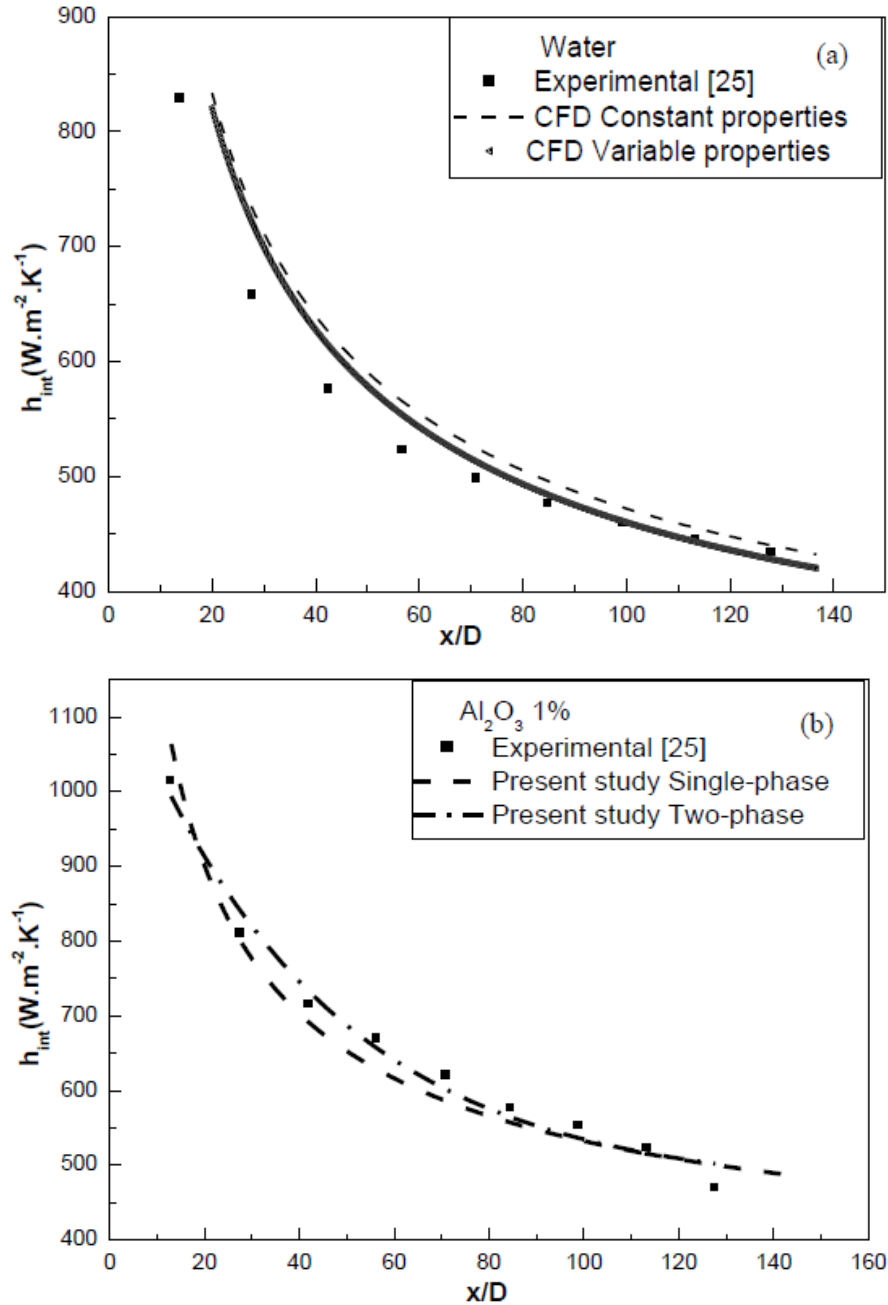 900
800
700
600
500
400
h_int(W.m^-2.K^-1)
Water
(a)
Experimental [25]
CFD Constant properties
CFD Variable properties
0 20 40 60 80 100 120 140
x/D
1100
1000
900
800
700
600
500
400
h_int(W.m^-2.K^-1)
Al₂O₃ 1%
(b)
Experimental [25]
Present study Single-phase
Present study Two-phase
0 20 40 60 80 100 120 140 160
x/D